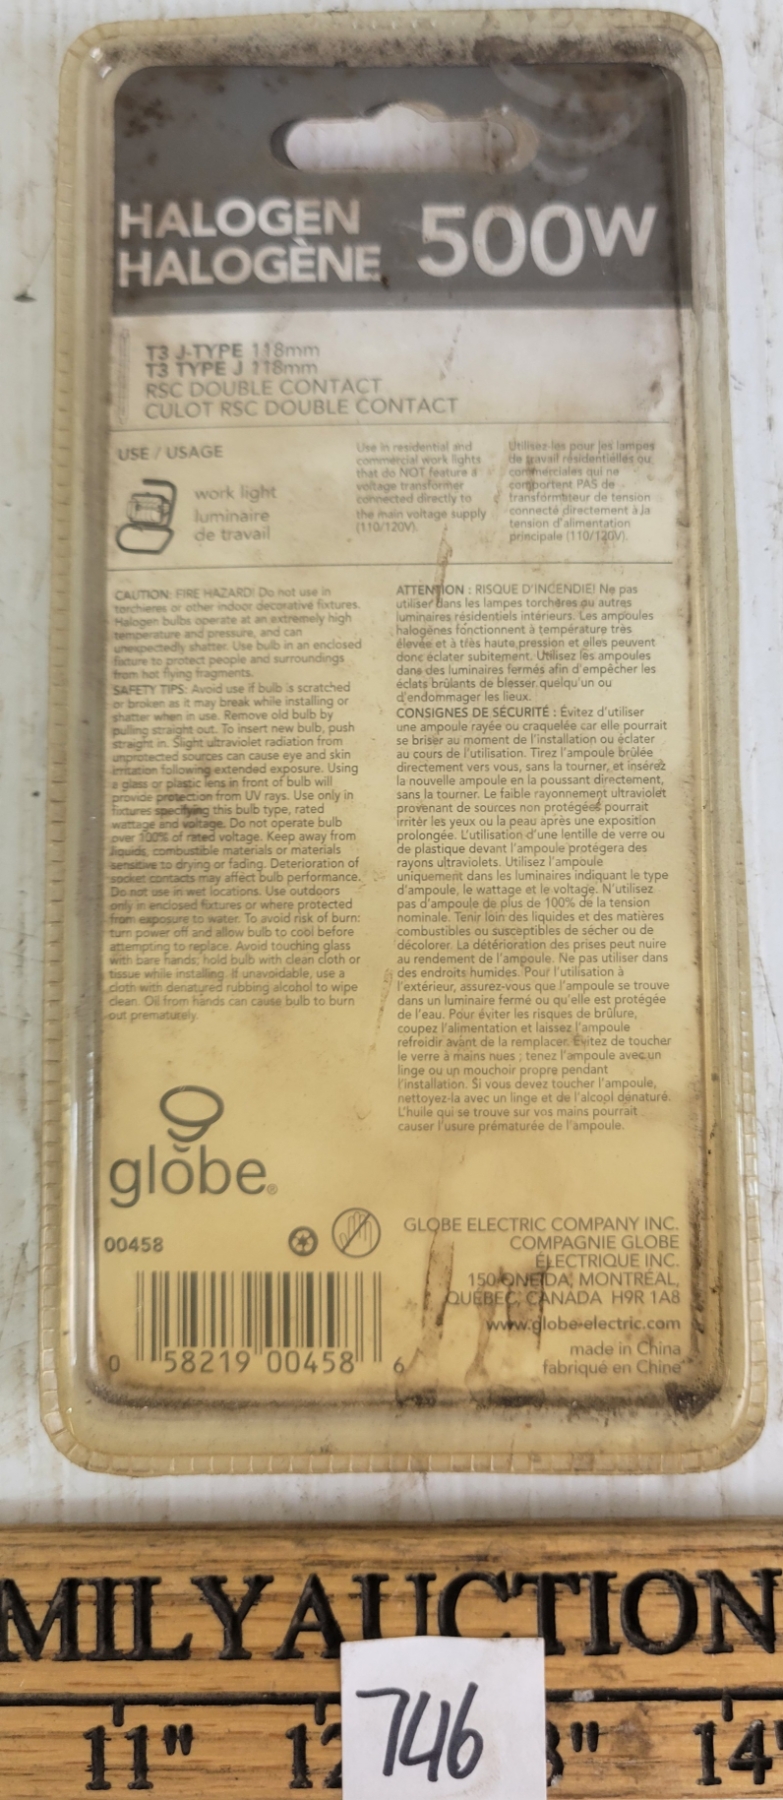 HALOGEN
HALOGÈNE
500W
T3 J-TYPE 118mm
T3 TYPE J 118mm
RSC DOUBLE CONTACT
CULOT RSC DOUBLE CONTACT
USE / USAGE
work light
luminaire
de travail
Use in residential and
commercial work lights
that do NOT feature a
voltage transformer
connected directly to
the main voltage supply
(110/120V).
Utilisez-les pour les lampes
de travail résidentielles ou
commerciales qui ne
comportent PAS de
transformateur de tension
connecté directement à la
tension d'alimentation
principale (110/120V).
CAUTION: FIRE HAZARD! Do not use in
torchieres or other indoor decorative fixtures.
Halogen bulbs operate at an extremely high
temperature and pressure, and can
unexpectedly shatter. Use bulb in an enclosed
fixture to protect people and surroundings
from hot flying fragments.
SAFETY TIPS: Avoid use if bulb is scratched
or broken as it may break while installing or
shatter when in use. Remove old bulb by
pulling straight out. To insert new bulb, push
straight in. Slight ultraviolet radiation from
unprotected sources can cause eye and skin
irritation following extended exposure. Using
a glass or plastic lens in front of bulb will
provide protection from UV rays. Use only in
fixtures specifying this bulb type, rated
wattage and voltage. Do not operate bulb
over 100% of rated voltage. Keep away from
liquids, combustible materials or materials
sensitive to drying or fading. Deterioration of
socket contacts may affect bulb performance.
Do not use in wet locations. Use outdoors
only in enclosed fixtures or where protected
from exposure to water. To avoid risk of burn:
turn power off and allow bulb to cool before
attempting to replace. Avoid touching glass
with bare hands; hold bulb with clean cloth or
tissue while installing. If unavoidable, use a
cloth with denatured rubbing alcohol to wipe
clean. Oil from hands can cause bulb to burn
out prematurely.
ATTENTION : RISQUE D'INCENDIE! Ne pas
utiliser dans les lampes torchères ou autres
luminaires résidentiels intérieurs. Les ampoules
halogènes fonctionnent à température très
élevée et à très haute pression et elles peuvent
donc éclater subitement. Utilisez les ampoules
dans des luminaires fermés afin d'empêcher les
éclats brûlants de blesser quelqu'un ou
d'endommager les lieux.
CONSIGNES DE SÉCURITÉ : Évitez d'utiliser
une ampoule rayée ou craquelée car elle pourrait
se briser au moment de l'installation ou éclater
au cours de l'utilisation. Tirez l'ampoule brûlée
directement vers vous, sans la tourner, et insérez
la nouvelle ampoule en la poussant directement,
sans la tourner. Le faible rayonnement ultraviolet
provenant de sources non protégées pourrait
irriter les yeux ou la peau après une exposition
prolongée. L'utilisation d'une lentille de verre ou
de plastique devant l'ampoule protégera des
rayons ultraviolets. Utilisez l'ampoule
uniquement dans les luminaires indiquant le type
d'ampoule, le wattage et le voltage. N'utilisez
pas d'ampoule de plus de 100% de la tension
nominale. Tenir loin des liquides et des matières
combustibles ou susceptibles de sécher ou de
décolorer. La détérioration des prises peut nuire
au rendement de l'ampoule. Ne pas utiliser dans
des endroits humides. Pour l'utilisation à
l'extérieur, assurez-vous que l'ampoule se trouve
dans un luminaire fermé ou qu'elle est protégée
de l'eau. Pour éviter les risques de brûlure,
coupez l'alimentation et laissez l'ampoule
refroidir avant de la remplacer. Évitez de toucher
le verre à mains nues ; tenez l'ampoule avec un
linge ou un mouchoir propre pendant
l'installation. Si vous devez toucher l'ampoule,
nettoyez-la avec un linge et de l'alcool dénaturé.
L'huile qui se trouve sur vos mains pourrait
causer l'usure prématurée de l'ampoule.
globe®
00458
0 58219 00458 6
GLOBE ELECTRIC COMPANY INC.
COMPAGNIE GLOBE
ÉLECTRIQUE INC.
150 ONEIDA, MONTRÉAL,
QUÉBEC, CANADA H9R 1A8
www.globe-electric.com
made in China
fabriqué en Chine
MILY AUCTION
11" 12 3" 14"
746